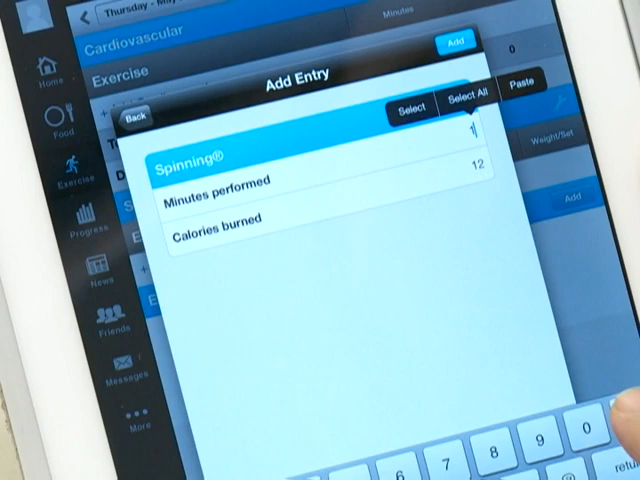 Thursday - May
Cardiovascular
Minutes
Exercise
0
Add Entry
Add
Back
Select
Select All
Paste
Spinning®
1
Minutes performed
12
Calories burned
Weight/Set
Add
Home
Food
Exercise
Progress
News
Friends
Messages
More
6
7
8
9
0
@